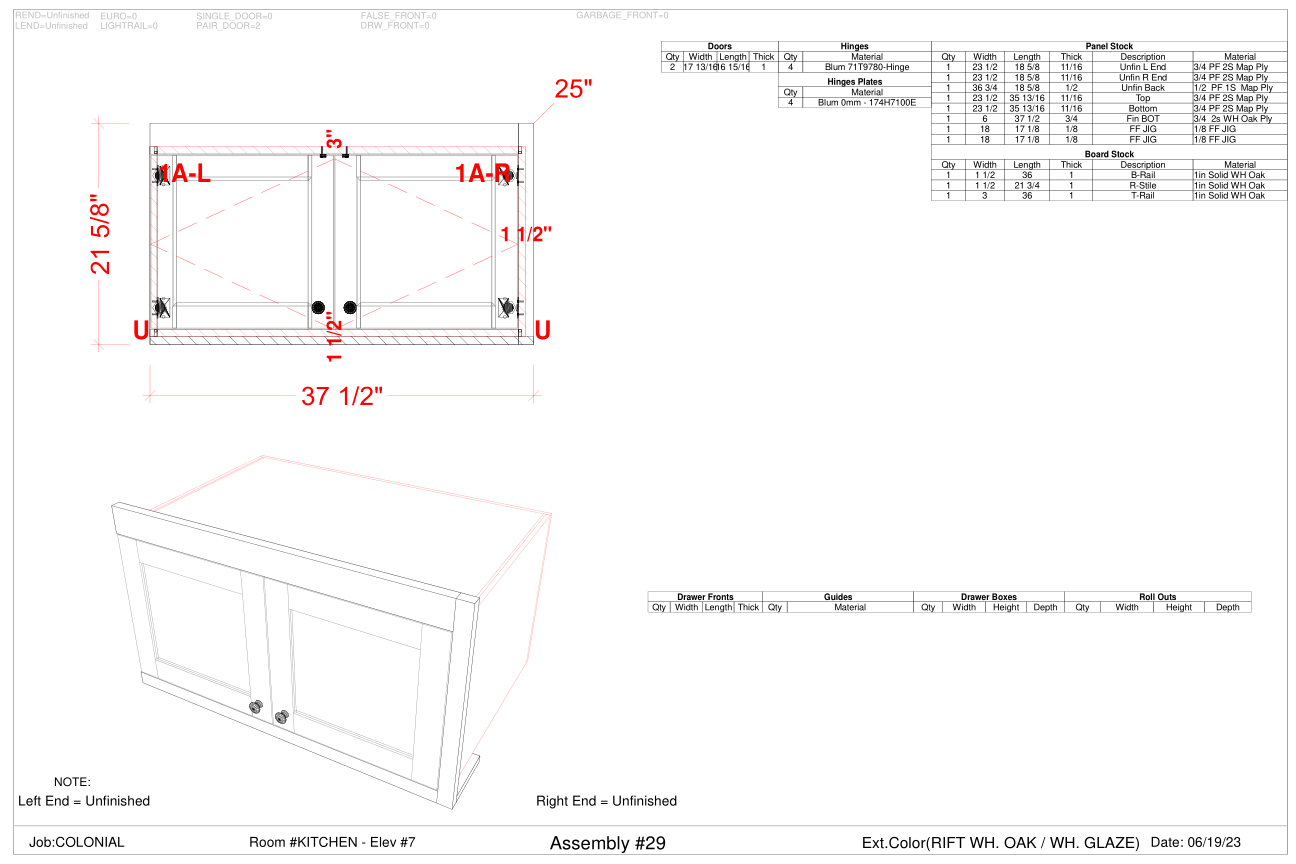 REND=Unfinished EURO=0 SINGLE_DOOR=0 FALSE_FRONT=0 GARBAGE_FRONT=0
LEND=Unfinished LIGHTRAIL=0 PAIR_DOOR=2 DRW_FRONT=0
25"
3"
1A-L 1A-R
21 5/8"
1 1/2"
U U
1 1/2"
37 1/2"
Doors
Qty Width Length Thick
2 17 13/16 16 15/16 1
Hinges
Qty Material
4 Blum 71T9780-Hinge
Hinges Plates
Qty Material
4 Blum 0mm - 174H7100E
Panel Stock
Qty Width Length Thick Description Material
1 23 1/2 18 5/8 11/16 Unfin L End 3/4 PF 2S Map Ply
1 23 1/2 18 5/8 11/16 Unfin R End 3/4 PF 2S Map Ply
1 36 3/4 18 5/8 1/2 Unfin Back 1/2 PF 1S Map Ply
1 23 1/2 35 13/16 11/16 Top 3/4 PF 2S Map Ply
1 23 1/2 35 13/16 11/16 Bottom 3/4 PF 2S Map Ply
1 6 37 1/2 3/4 Fin BOT 3/4 2s WH Oak Ply
1 18 17 1/8 1/8 FF JIG 1/8 FF JIG
1 18 17 1/8 1/8 FF JIG 1/8 FF JIG
Board Stock
Qty Width Length Thick Description Material
1 1 1/2 36 1 B-Rail 1in Solid WH Oak
1 1 1/2 21 3/4 1 R-Stile 1in Solid WH Oak
1 3 36 1 T-Rail 1in Solid WH Oak
Drawer Fronts Guides Drawer Boxes Roll Outs
Qty Width Length Thick Qty Material Qty Width Height Depth Qty Width Height Depth
NOTE:
Left End = Unfinished Right End = Unfinished
Job:COLONIAL Room #KITCHEN - Elev #7 Assembly #29 Ext.Color(RIFT WH. OAK / WH. GLAZE) Date: 06/19/23